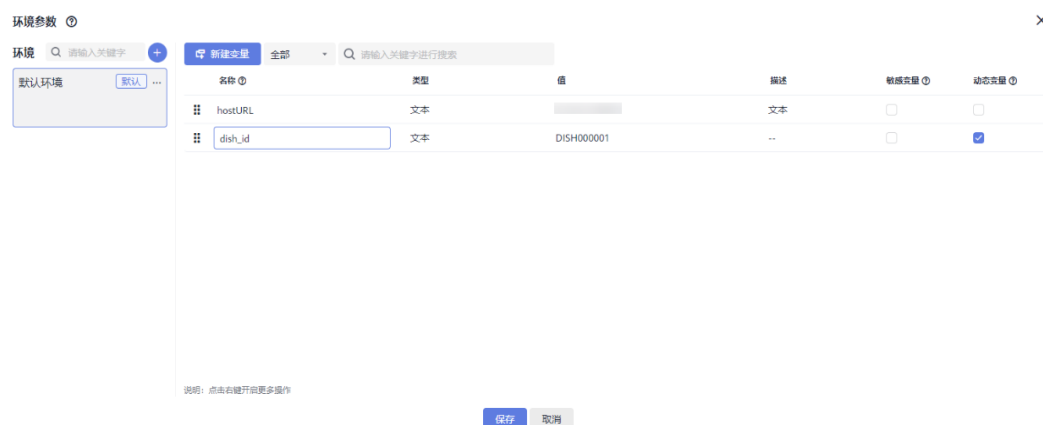 环境参数
环境 请输入关键字 +
新建变量 全部 请输入关键字进行搜索
默认环境 默认 ...
名称 类型 值 描述 敏感变量 动态变量
hostURL 文本 文本
dish_id 文本 DISH000001 --
说明：点击右键开启更多操作
保存 取消